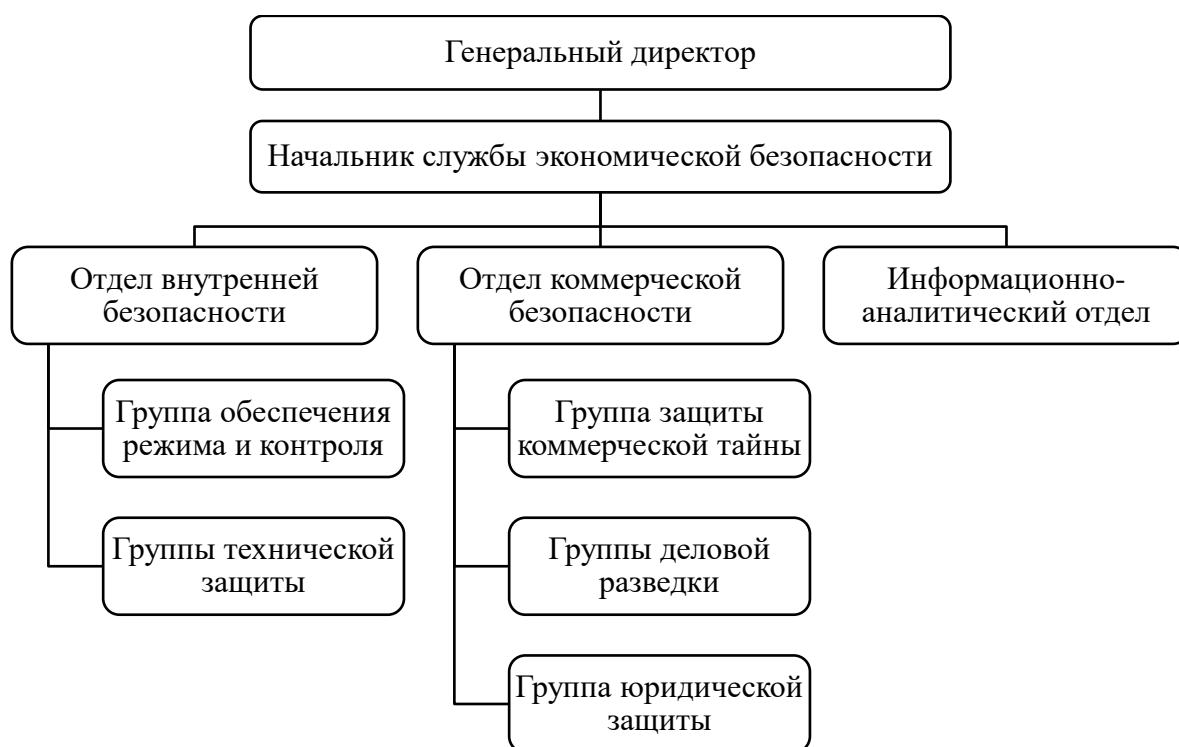 Генеральный директор
Начальник службы экономической безопасности
Отдел внутренней
безопасности
Отдел коммерческой
безопасности
Информационно-
аналитический отдел
Группа обеспечения
режима и контроля
Группы технической
защиты
Группа защиты
коммерческой тайны
Группы деловой
разведки
Группа юридической
защиты